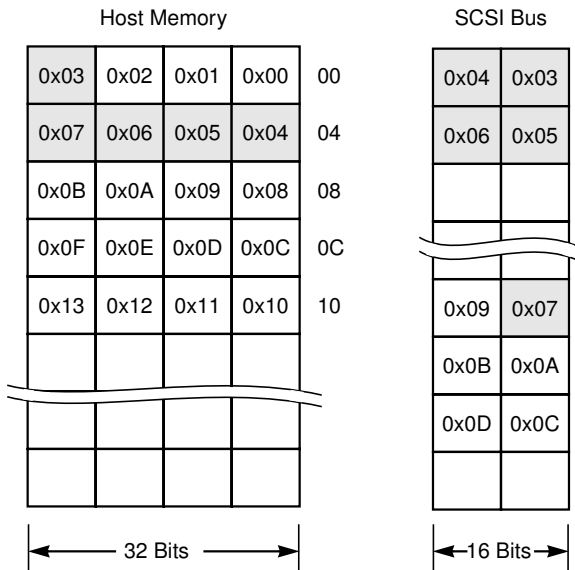 Host Memory
0x03 0x02 0x01 0x00 00
0x07 0x06 0x05 0x04 04
0x0B 0x0A 0x09 0x08 08
0x0F 0x0E 0x0D 0x0C 0C
0x13 0x12 0x11 0x10 10
32 Bits
SCSI Bus
0x04 0x03
0x06 0x05
0x09 0x07
0x0B 0x0A
0x0D 0x0C
16 Bits